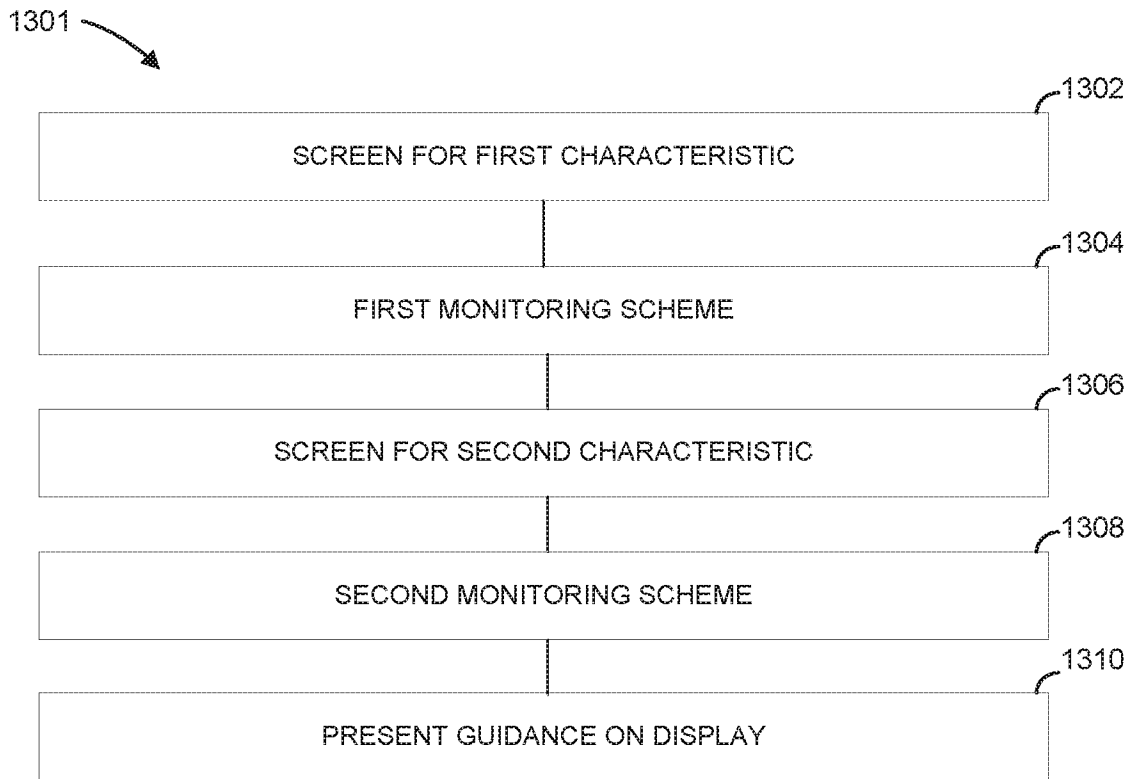 1301
1302
SCREEN FOR FIRST CHARACTERISTIC
1304
FIRST MONITORING SCHEME
1306
SCREEN FOR SECOND CHARACTERISTIC
1308
SECOND MONITORING SCHEME
1310
PRESENT GUIDANCE ON DISPLAY